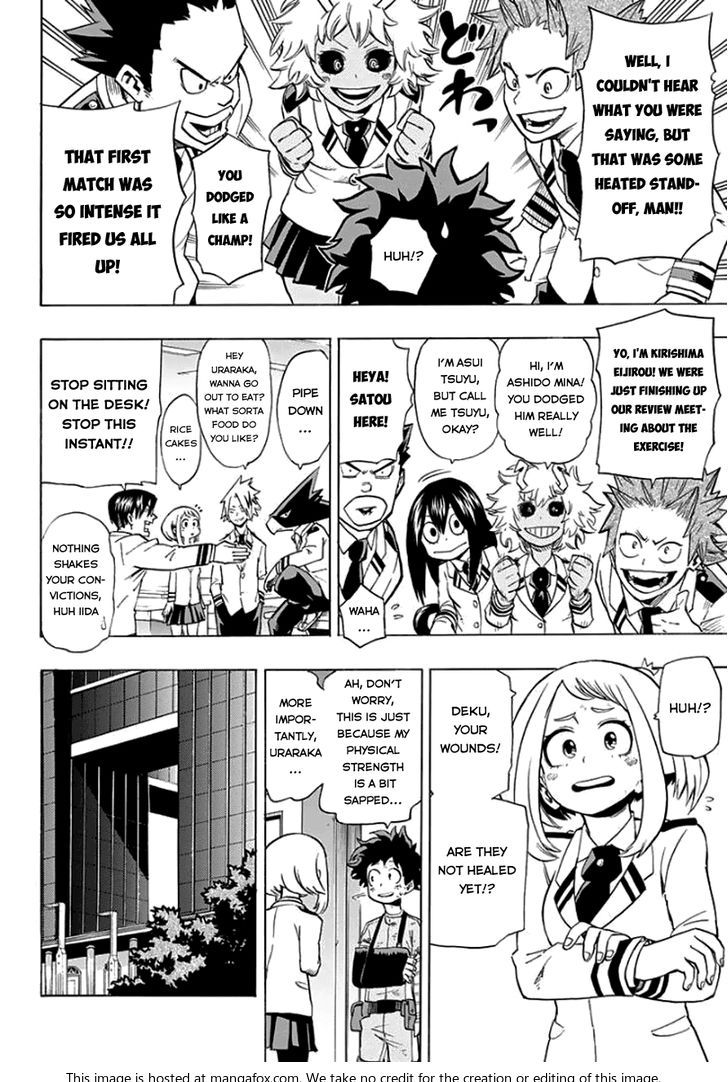 WELL, I
COULDN'T HEAR
WHAT YOU WERE
SAYING, BUT
THAT WAS SOME
HEATED STAND-
OFF, MAN!!
どわっ
THAT FIRST
MATCH WAS
SO INTENSE IT
FIRED US ALL
UP!
YOU
DODGED
LIKE A
CHAMP!
HUH!?
YO, I'M KIRISHIMA
EIJIROU! WE WERE
JUST FINISHING UP
OUR REVIEW MEET-
ING ABOUT THE
EXERCISE!
HI, I'M
ASHIDO MINA!
YOU DODGED
HIM REALLY
WELL!
I'M ASUI
TSUYU,
BUT CALL
ME TSUYU,
OKAY?
HEYA!
SATOU
HERE!
WAHA
...
PIPE
DOWN
...
HEY
URARAKA,
WANNA GO
OUT TO EAT?
WHAT SORTA
FOOD DO
YOU LIKE?
RICE
CAKES
...
STOP SITTING
ON THE DESK!
STOP THIS
INSTANT!!
NOTHING
SHAKES
YOUR CON-
VICTIONS,
HUH IIDA
HUH!?
DEKU,
YOUR
WOUNDS!
ARE THEY
NOT HEALED
YET!?
AH, DON'T
WORRY,
THIS IS JUST
BECAUSE MY
PHYSICAL
STRENGTH
IS A BIT
SAPPED...
MORE
IMPOR-
TANTLY,
URARAKA
...
This image is hosted at mangafox.com. We take no credit for the creation or editing of this image.